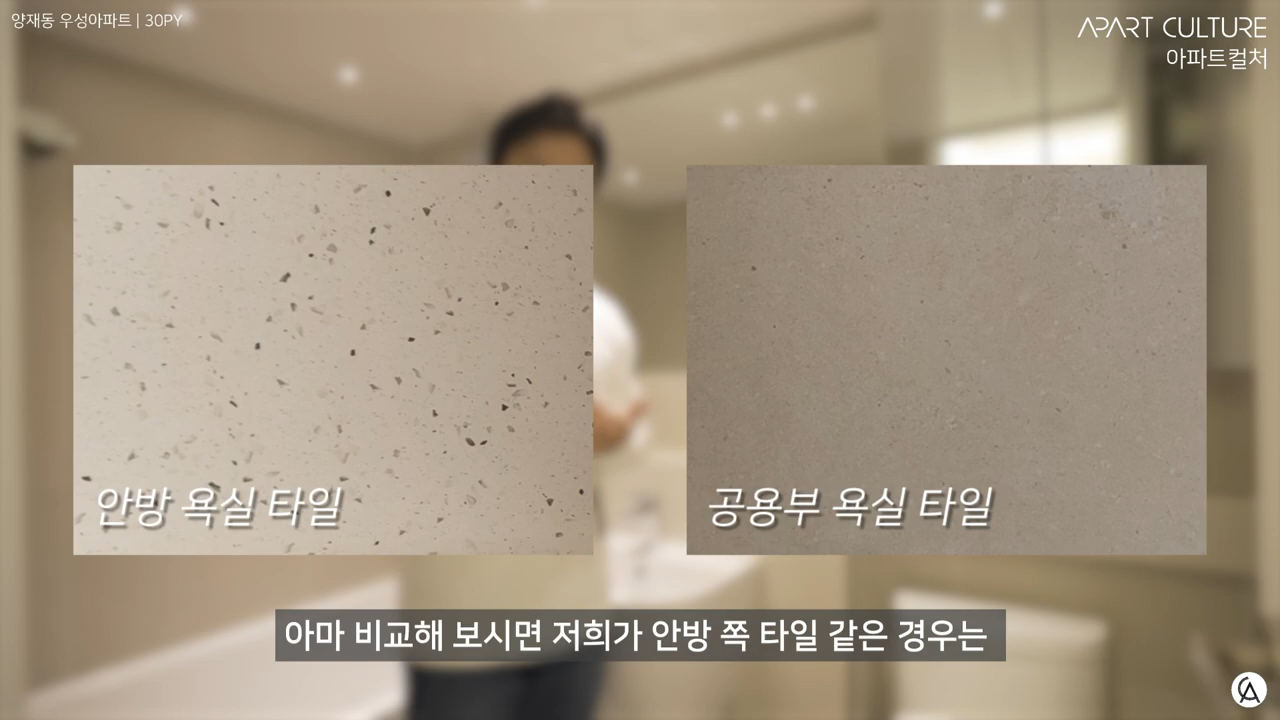 양재동 우성아파트 | 30PY
APART CULTURE
아파트컬처
안방 욕실 타일
공용부 욕실 타일
아마 비교해 보시면 저희가 안방 쪽 타일 같은 경우는